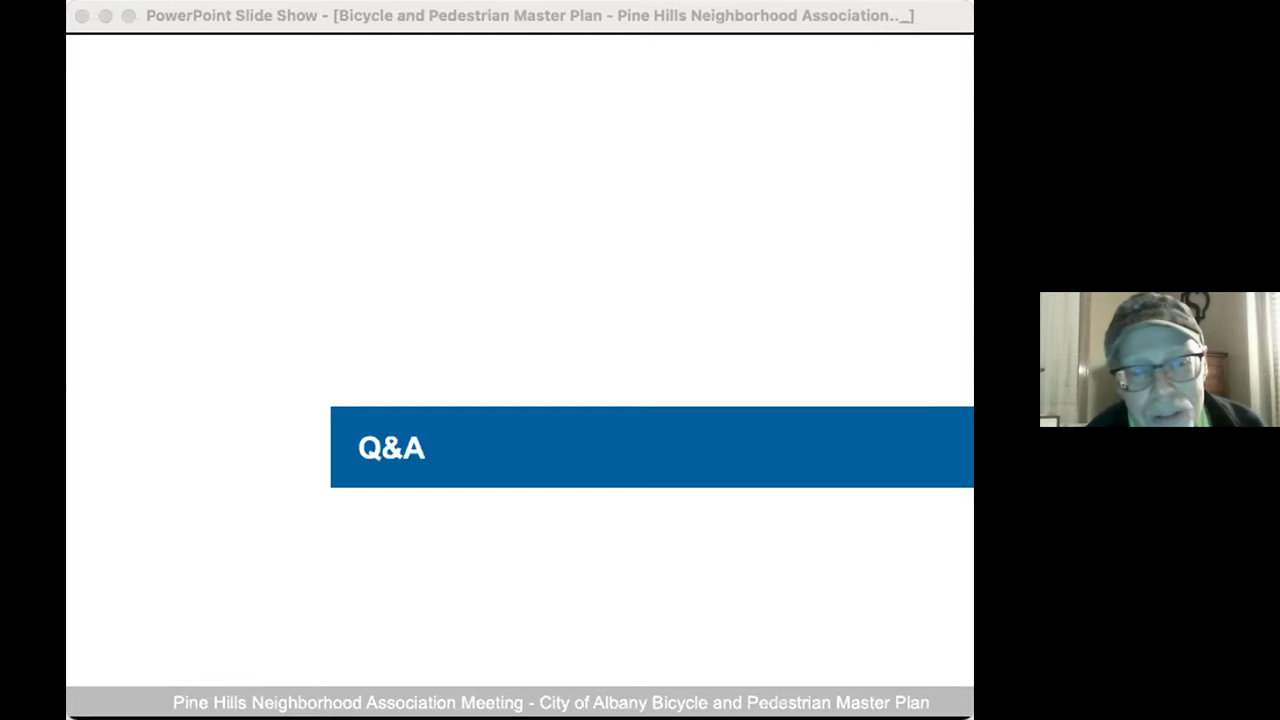 PowerPoint Slide Show - [Bicycle and Pedestrian Master Plan - Pine Hills Neighborhood Association.._]
Q&A
Pine Hills Neighborhood Association Meeting - City of Albany Bicycle and Pedestrian Master Plan